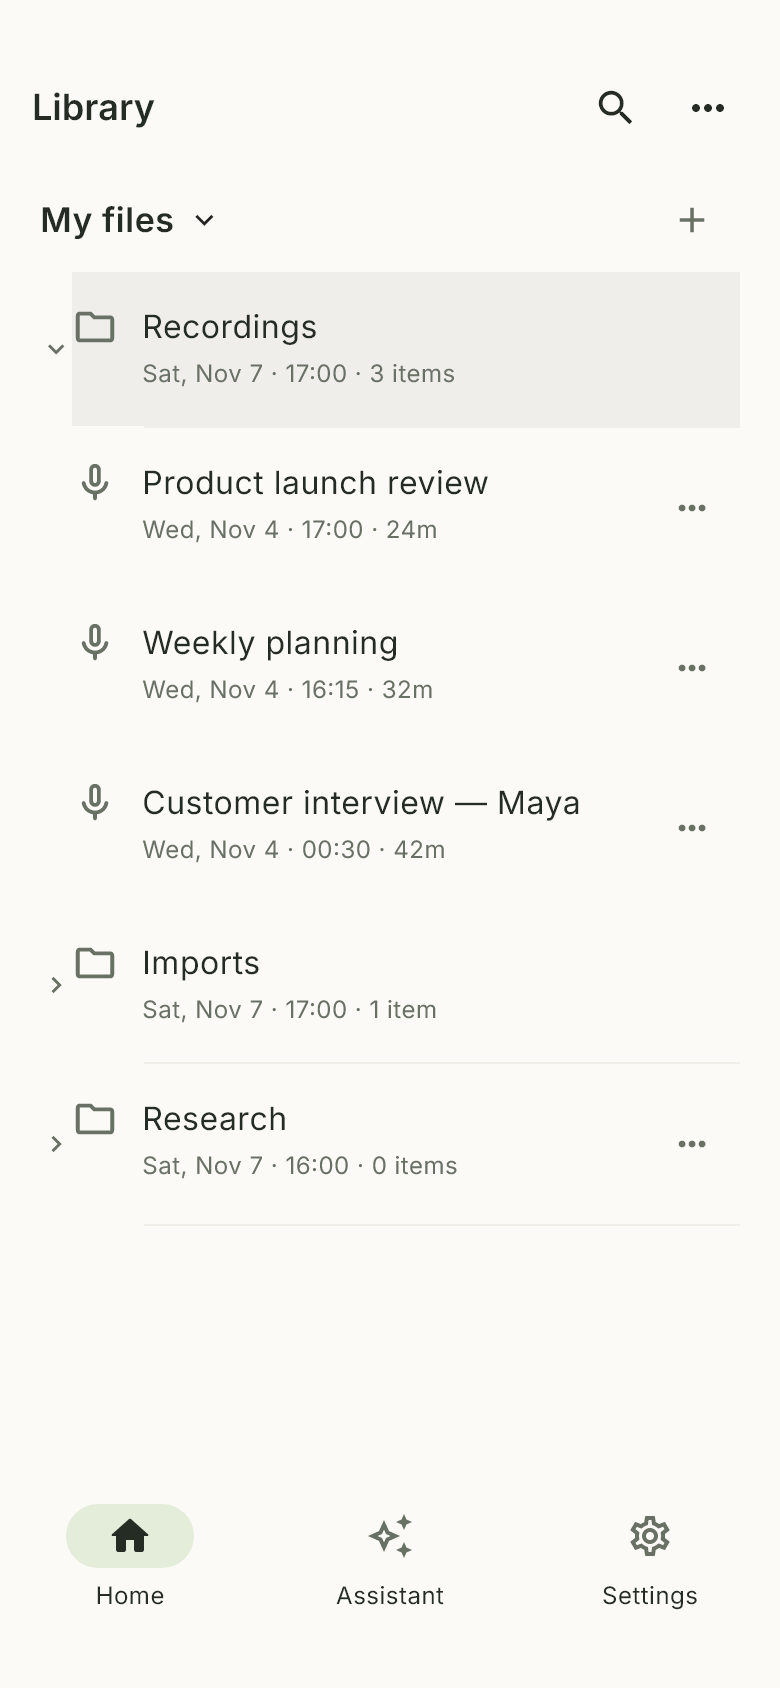 Library
My files
Recordings
Sat, Nov 7 · 17:00 · 3 items
Product launch review
Wed, Nov 4 · 17:00 · 24m
Weekly planning
Wed, Nov 4 · 16:15 · 32m
Customer interview — Maya
Wed, Nov 4 · 00:30 · 42m
Imports
Sat, Nov 7 · 17:00 · 1 item
Research
Sat, Nov 7 · 16:00 · 0 items
Home
Assistant
Settings